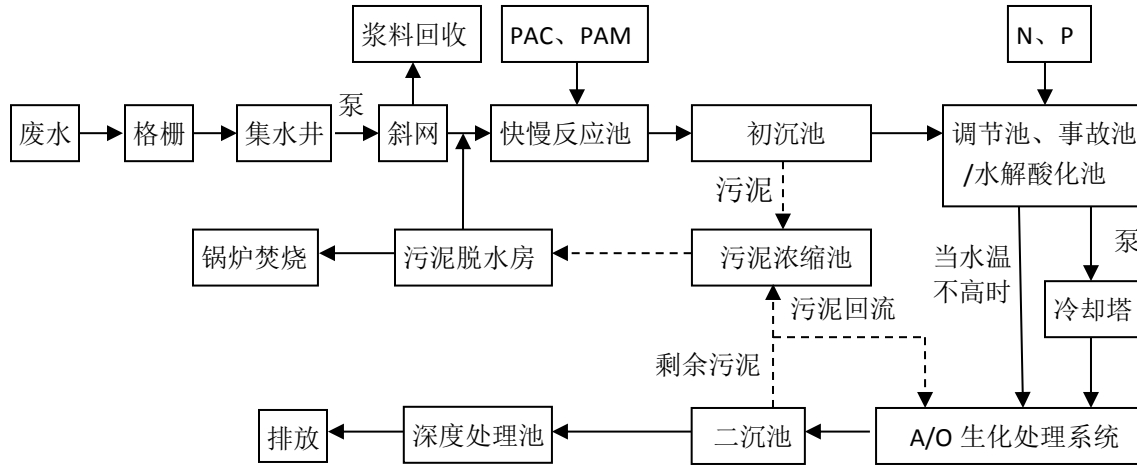 浆料回收
PAC、PAM
N、P
泵
废水
格栅
集水井
斜网
快慢反应池
初沉池
调节池、事故池
/水解酸化池
污泥
锅炉焚烧
污泥脱水房
污泥浓缩池
当水温
不高时
泵
冷却塔
污泥回流
剩余污泥
排放
深度处理池
二沉池
A/O 生化处理系统